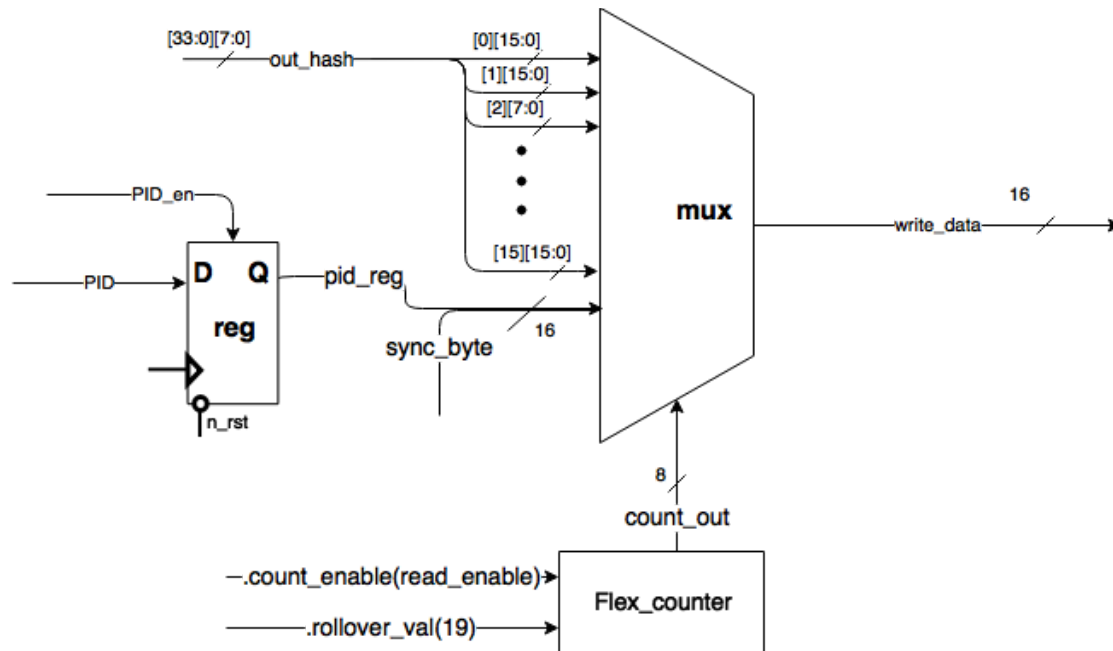 [33:0][7:0]
out_hash
[0][15:0]
[1][15:0]
[2][7:0]
[15][15:0]
mux
16
write_data
PID_en
PID
D Q
reg
n_rst
pid_reg
16
sync_byte
8
count_out
.count_enable(read_enable)
.rollover_val(19)
Flex_counter